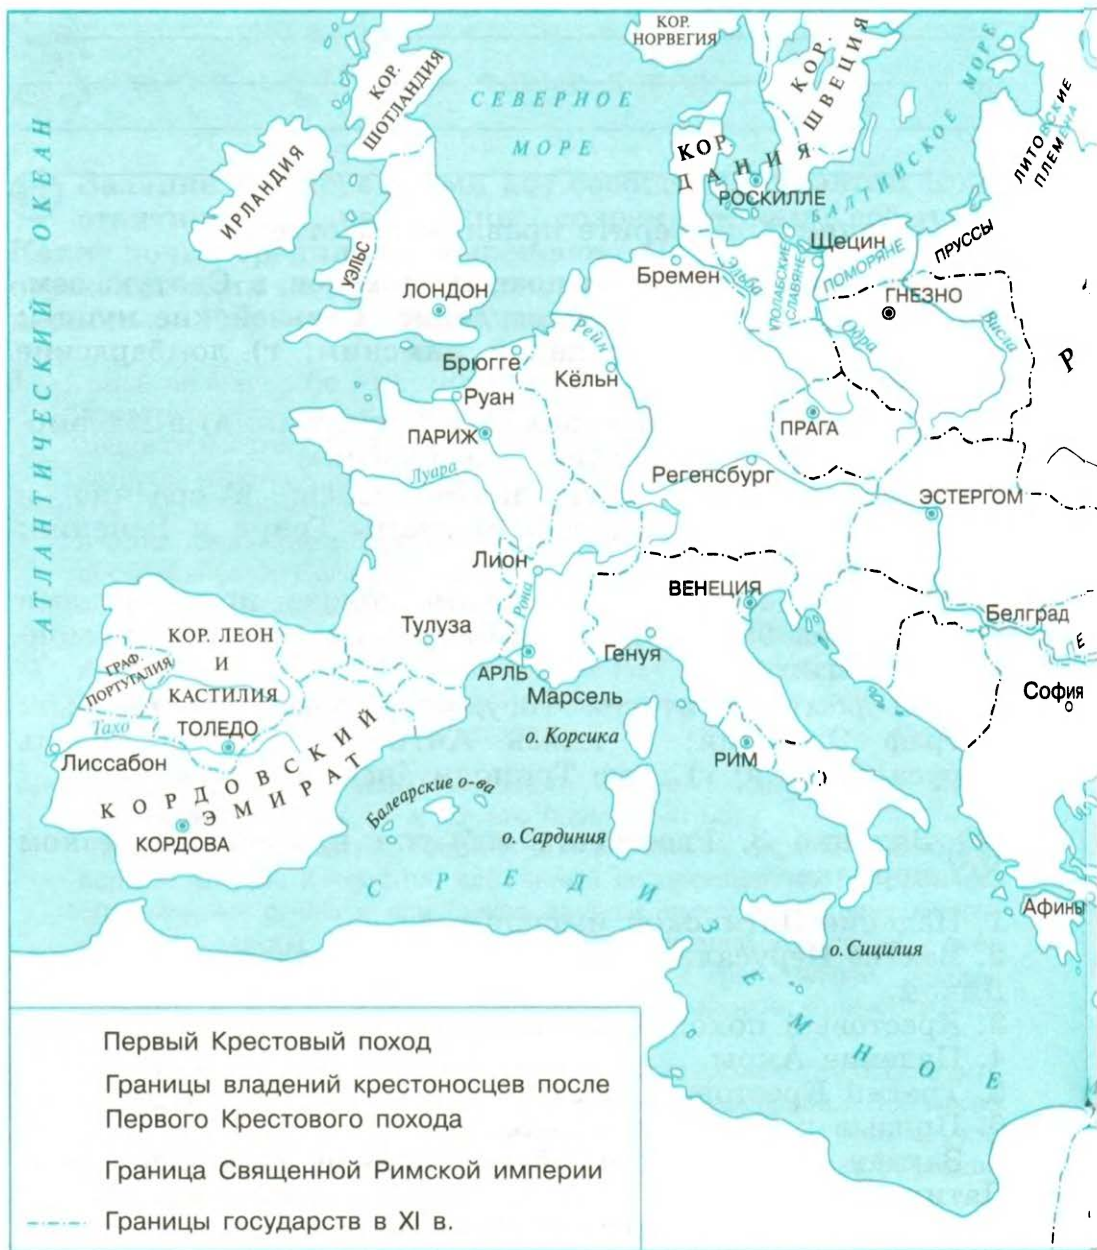 КОР.
НОРВЕГИЯ
КОР.
ШВЕЦИЯ
КОР.
ШОТЛАНДИЯ
СЕВЕРНОЕ
МОРЕ
БАЛТИЙСКОЕ МОРЕ
ЛИТОВСКИЕ
ПЛЕМЕНА
АТЛАНТИЧЕСКИЙ ОКЕАН
ИРЛАНДИЯ
КОР
ДАНИЯ
РОСКИЛЛЕ
УЭЛЬС
ЛОНДОН
Бремен
Эльба
ПОЛАБСКИЕ
СЛАВЯНЕ
Щецин
ПОМОРЯНЕ
ПРУССЫ
ГНЕЗНО
Висла
Одра
Р
Рейн
Брюгге
Кёльн
Руан
ПАРИЖ
ПРАГА
Луара
Регенсбург
ЭСТЕРГОМ
Лион
Рона
ВЕНЕЦИЯ
Белград
Е
КОР. ЛЕОН
И
КАСТИЛИЯ
ГРАФ.
ПОРТУГАЛИЯ
Тулуза
АРЛЬ
Генуя
Марсель
София
Тахо
ТОЛЕДО
о. Корсика
РИМ
Лиссабон
КОРДОВСКИЙ
ЭМИРАТ
Балеарские о-ва
КОРДОВА
о. Сардиния
СРЕДИЗЕМНОЕ
Афины
о. Сицилия
Первый Крестовый поход
Границы владений крестоносцев после
Первого Крестового похода
Граница Священной Римской империи
Границы государств в XI в.